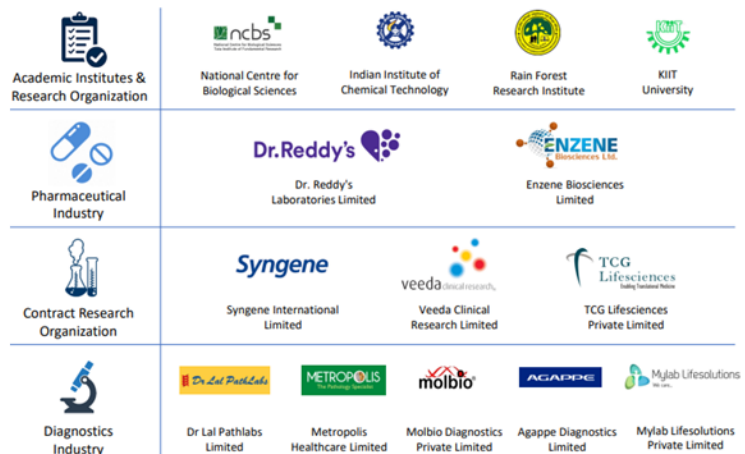 ncbs
National Centre for Biological Sciences
Tata Institute of Fundamental Research
KIIT
Academic Institutes &
Research Organization
National Centre for
Biological Sciences
Indian Institute of
Chemical Technology
Rain Forest
Research Institute
KIIT
University
Dr.Reddy's
ENZENE
Biosciences Ltd.
Pharmaceutical
Industry
Dr. Reddy's
Laboratories Limited
Enzene Biosciences
Limited
Syngene
veeda clinical research
TCG
Lifesciences
Enabling Translational Medicine
Contract Research
Organization
Syngene International
Limited
Veeda Clinical
Research Limited
TCG Lifesciences
Private Limited
Dr Lal PathLabs
METROPOLIS
The Pathology Specialist
molbio
AGAPPE
Mylab Lifesolutions
We care..
Diagnostics
Industry
Dr Lal Pathlabs
Limited
Metropolis
Healthcare Limited
Molbio Diagnostics
Private Limited
Agappe Diagnostics
Limited
Mylab Lifesolutions
Private Limited